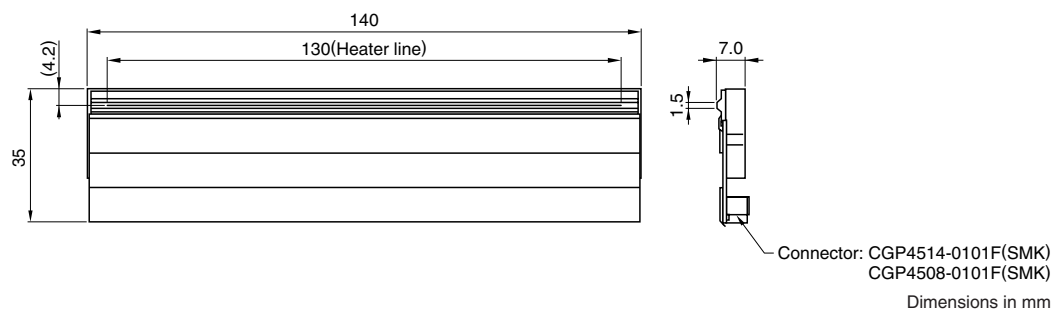 140
130(Heater line)
(4.2)
35
7.0
1.5
Connector: CGP4514-0101F(SMK)
CGP4508-0101F(SMK)
Dimensions in mm